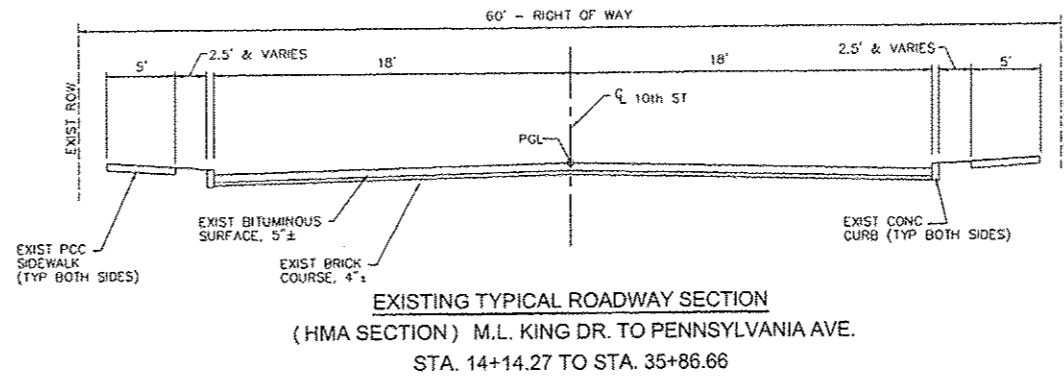 60' - RIGHT OF WAY
2.5' & VARIES
2.5' & VARIES
5'
18'
18'
5'
EXIST ROW
℄ 10th ST
PGL
EXIST BITUMINOUS
SURFACE, 5"±
EXIST CONC
CURB (TYP BOTH SIDES)
EXIST PCC
SIDEWALK
(TYP BOTH SIDES)
EXIST BRICK
COURSE, 4"±
EXISTING TYPICAL ROADWAY SECTION
( HMA SECTION ) M.L. KING DR. TO PENNSYLVANIA AVE.
STA. 14+14.27 TO STA. 35+86.66